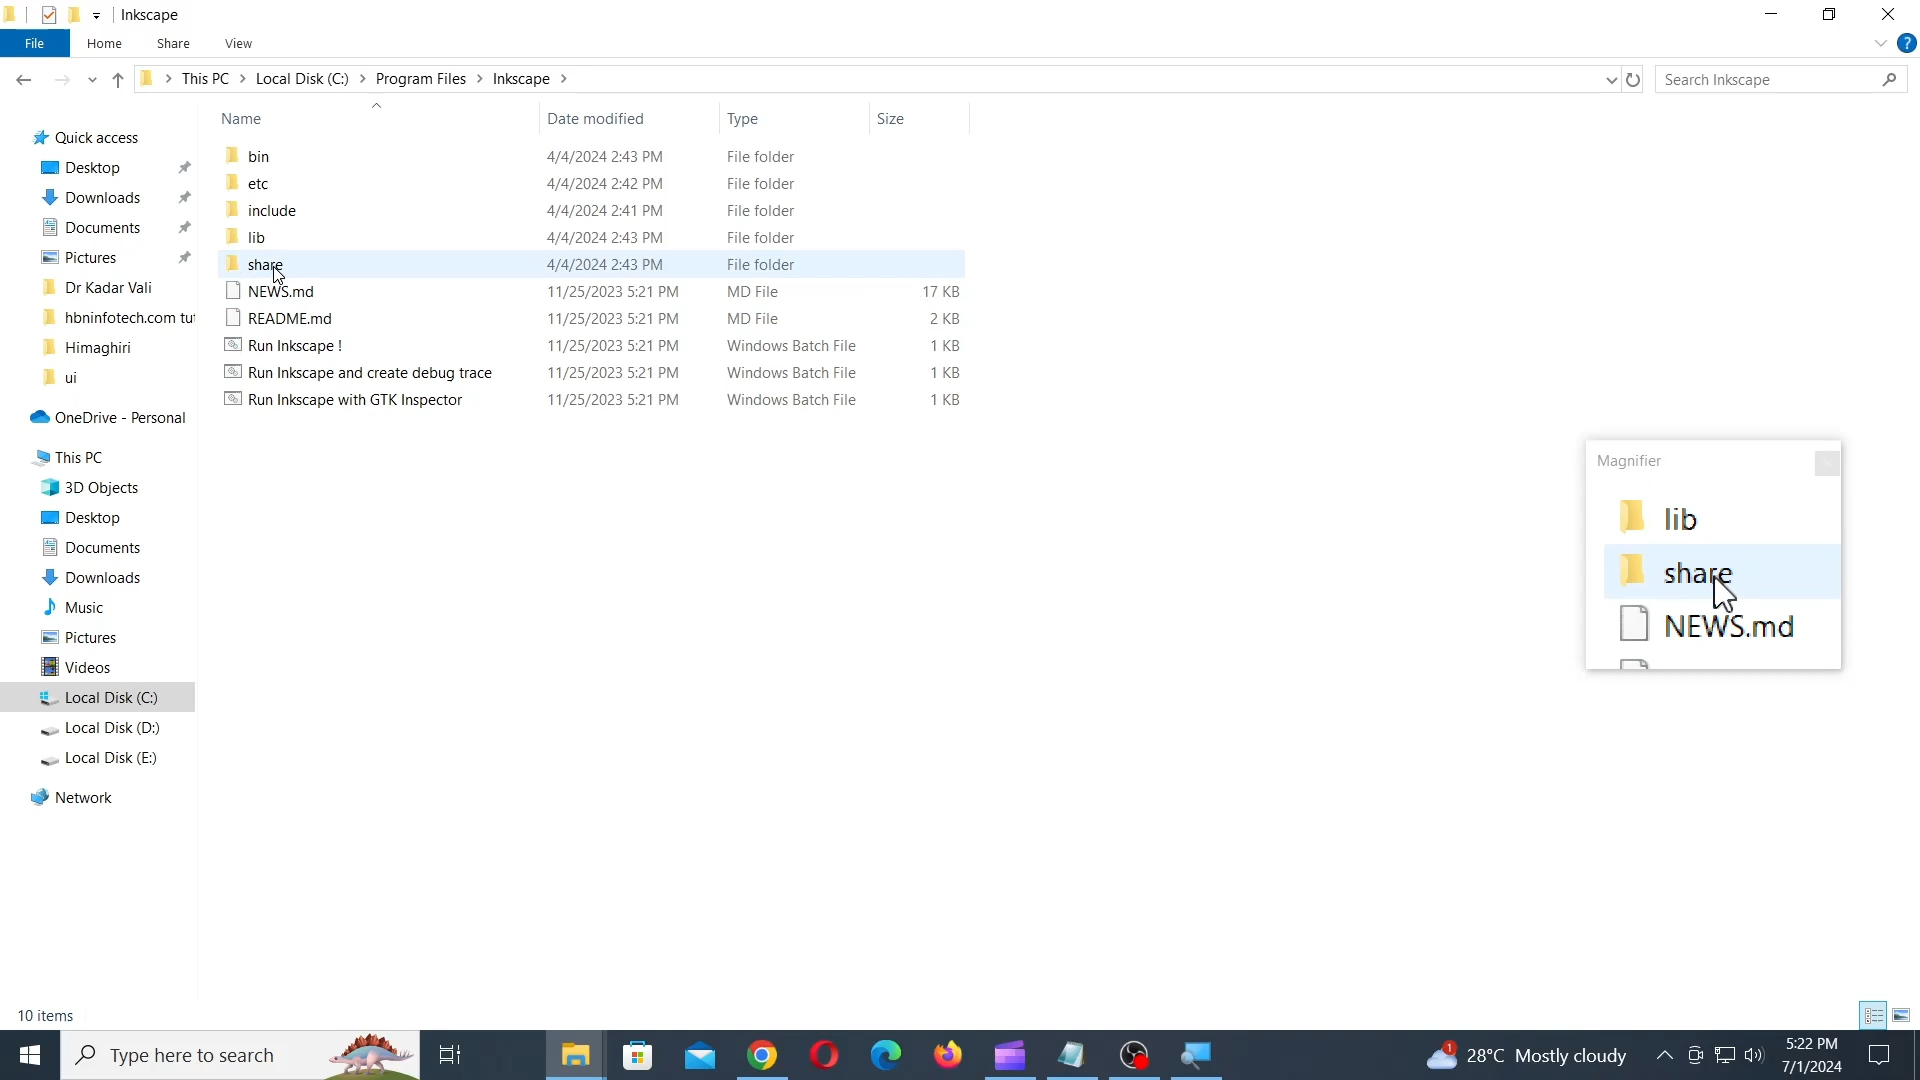 Inkscape
File Home Share View
This PC Local Disk (C:) Program Files Inkscape
Search Inkscape
Name Date modified Type Size
Quick access
Desktop
Downloads
Documents
Pictures
Dr Kadar Vali
hbninfotech.com tut
Himaghiri
ui
OneDrive - Personal
This PC
3D Objects
Desktop
Documents
Downloads
Music
Pictures
Videos
Local Disk (C:)
Local Disk (D:)
Local Disk (E:)
Network
bin 4/4/2024 2:43 PM File folder
etc 4/4/2024 2:42 PM File folder
include 4/4/2024 2:41 PM File folder
lib 4/4/2024 2:43 PM File folder
share 4/4/2024 2:43 PM File folder
NEWS.md 11/25/2023 5:21 PM MD File 17 KB
README.md 11/25/2023 5:21 PM MD File 2 KB
Run Inkscape ! 11/25/2023 5:21 PM Windows Batch File 1 KB
Run Inkscape and create debug trace 11/25/2023 5:21 PM Windows Batch File 1 KB
Run Inkscape with GTK Inspector 11/25/2023 5:21 PM Windows Batch File 1 KB
Magnifier
lib
share
NEWS.md
10 items
Type here to search
1
28°C Mostly cloudy
5:22 PM
7/1/2024